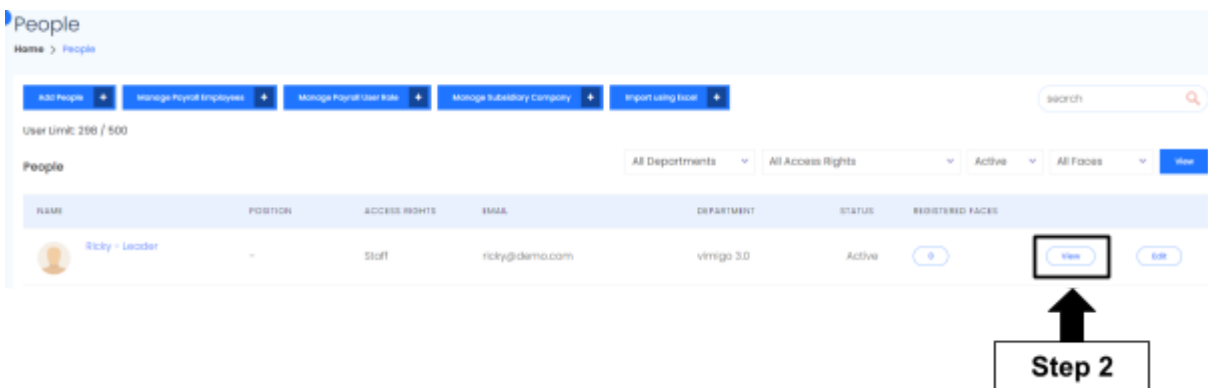 People
Home > People
Add People + Manage Payroll Employees + Manage Payroll User Role + Manage Subsidiary Company + Import using Excel + search
User Limit: 298 / 500
People All Departments All Access Rights Active All Faces View
NAME POSITION ACCESS RIGHTS EMAIL DEPARTMENT STATUS REGISTERED FACES
Ricky - Leader - Staff ricky@demo.com vimigo 3.0 Active 0 View Edit
Step 2